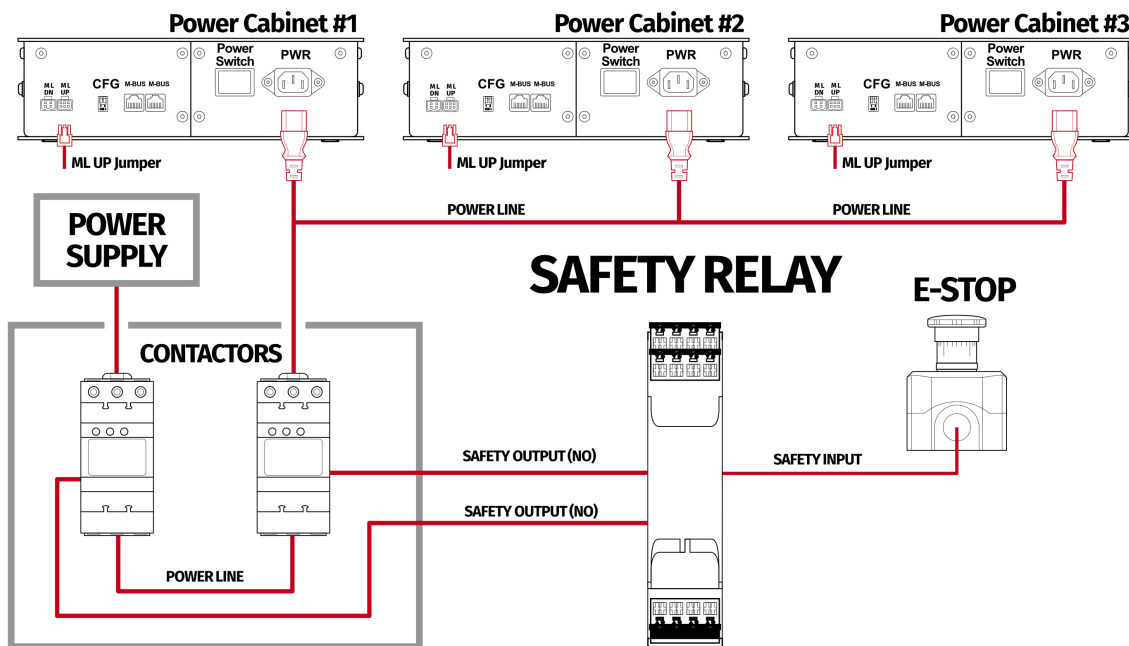 Power Cabinet #1
Power Cabinet #2
Power Cabinet #3
ML DN
ML UP
CFG
M-BUS M-BUS
Power Switch
PWR
ML DN
ML UP
CFG
M-BUS M-BUS
Power Switch
PWR
ML DN
ML UP
CFG
M-BUS M-BUS
Power Switch
PWR
ML UP Jumper
ML UP Jumper
ML UP Jumper
POWER LINE
POWER LINE
POWER
SUPPLY
SAFETY RELAY
E-STOP
CONTACTORS
SAFETY OUTPUT (NO)
SAFETY INPUT
SAFETY OUTPUT (NO)
POWER LINE